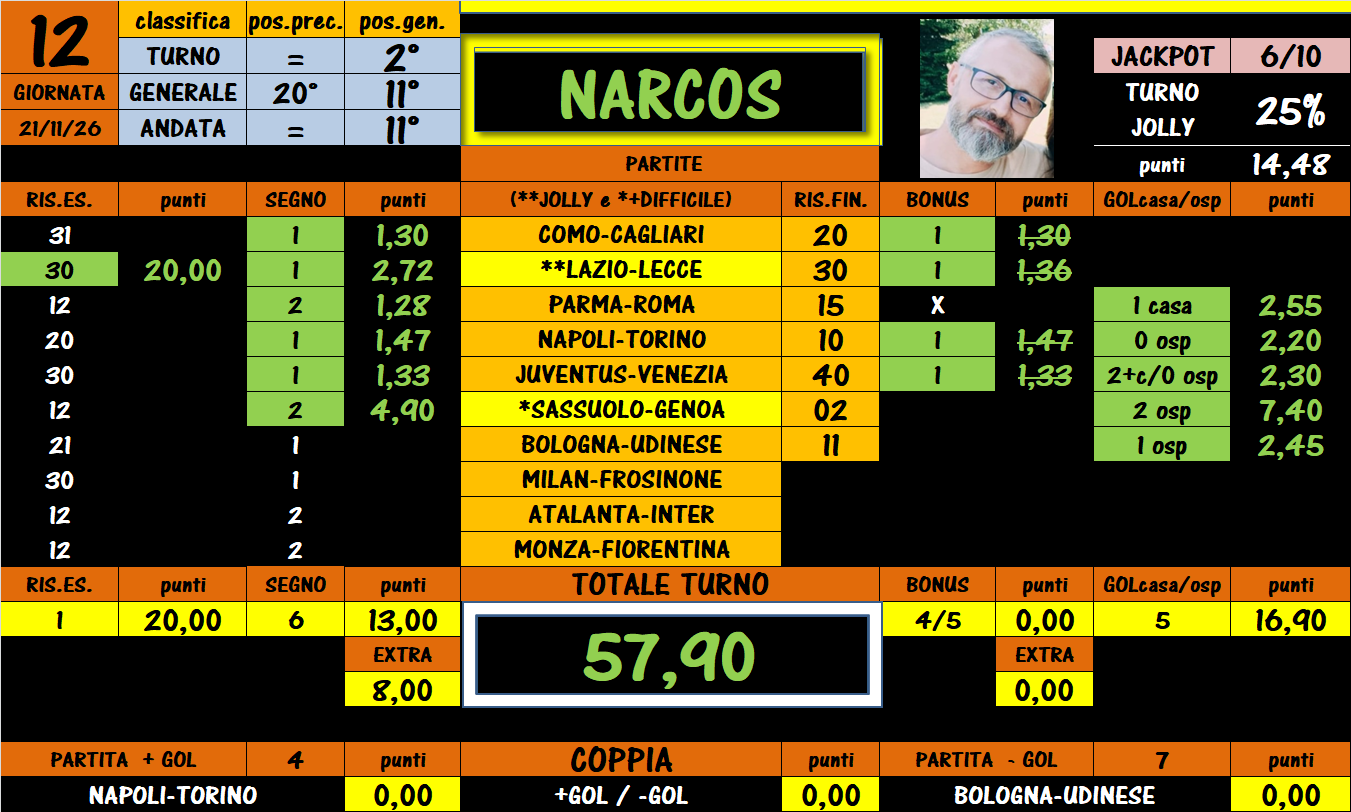 12 classifica pos.prec. pos.gen.
TURNO = 2° NARCOS JACKPOT 6/10
GIORNATA GENERALE 20° 11° TURNO JOLLY 25%
21/11/26 ANDATA = 11°
PARTITE punti 14,48
RIS.ES. punti SEGNO punti (**JOLLY e *+DIFFICILE) RIS.FIN. BONUS punti GOLcasa/osp punti
31 1 1,30 COMO-CAGLIARI 20 1 1,30
30 20,00 1 2,72 **LAZIO-LECCE 30 1 1,36
12 2 1,28 PARMA-ROMA 15 X 1 casa 2,55
20 1 1,47 NAPOLI-TORINO 10 1 1,47 0 osp 2,20
30 1 1,33 JUVENTUS-VENEZIA 40 1 1,33 2+c/0 osp 2,30
12 2 4,90 *SASSUOLO-GENOA 02 2 osp 7,40
21 1 BOLOGNA-UDINESE 11 1 osp 2,45
30 1 MILAN-FROSINONE
12 2 ATALANTA-INTER
12 2 MONZA-FIORENTINA
RIS.ES. punti SEGNO punti TOTALE TURNO BONUS punti GOLcasa/osp punti
1 20,00 6 13,00 57,90 4/5 0,00 5 16,90
EXTRA EXTRA
8,00 0,00
PARTITA + GOL 4 punti COPPIA punti PARTITA - GOL 7 punti
NAPOLI-TORINO 0,00 +GOL / -GOL 0,00 BOLOGNA-UDINESE 0,00